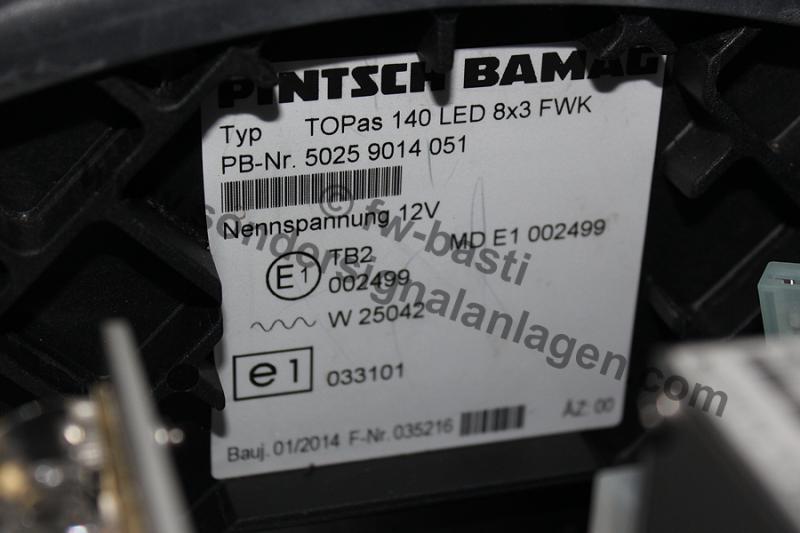 PINTSCH BAMAG
Typ TOPas 140 LED 8x3 FWK
PB-Nr. 5025 9014 051
Nennspannung 12V
MD E1 002499
E1 TB2
002499
W 25042
e1 033101
Bauj. 01/2014 F-Nr. 035216 ÄZ: 00
© fw-basti
sondersignalanlagen.com